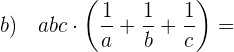 b) abc · (1/a + 1/b + 1/c) =